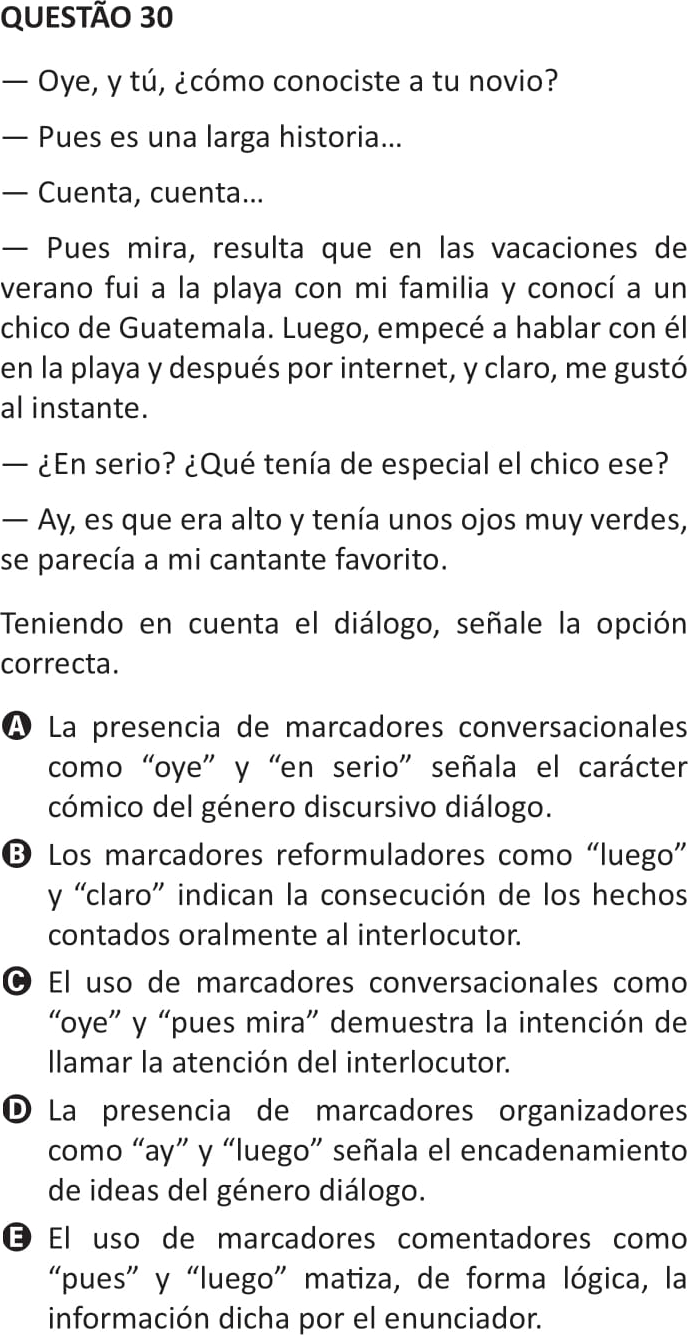 QUESTÃO 30
— Oye, y tú, ¿cómo conociste a tu novio?
— Pues es una larga historia...
— Cuenta, cuenta...
— Pues mira, resulta que en las vacaciones de
verano fui a la playa con mi familia y conocí a un
chico de Guatemala. Luego, empecé a hablar con él
en la playa y después por internet, y claro, me gustó
al instante.
— ¿En serio? ¿Qué tenía de especial el chico ese?
— Ay, es que era alto y tenía unos ojos muy verdes,
se parecía a mi cantante favorito.
Teniendo en cuenta el diálogo, señale la opción
correcta.
A La presencia de marcadores conversacionales
como “oye” y “en serio” señala el carácter
cómico del género discursivo diálogo.
B Los marcadores reformuladores como “luego”
y “claro” indican la consecución de los hechos
contados oralmente al interlocutor.
C El uso de marcadores conversacionales como
“oye” y “pues mira” demuestra la intención de
llamar la atención del interlocutor.
D La presencia de marcadores organizadores
como “ay” y “luego” señala el encadenamiento
de ideas del género diálogo.
E El uso de marcadores comentadores como
“pues” y “luego” matiza, de forma lógica, la
información dicha por el enunciador.